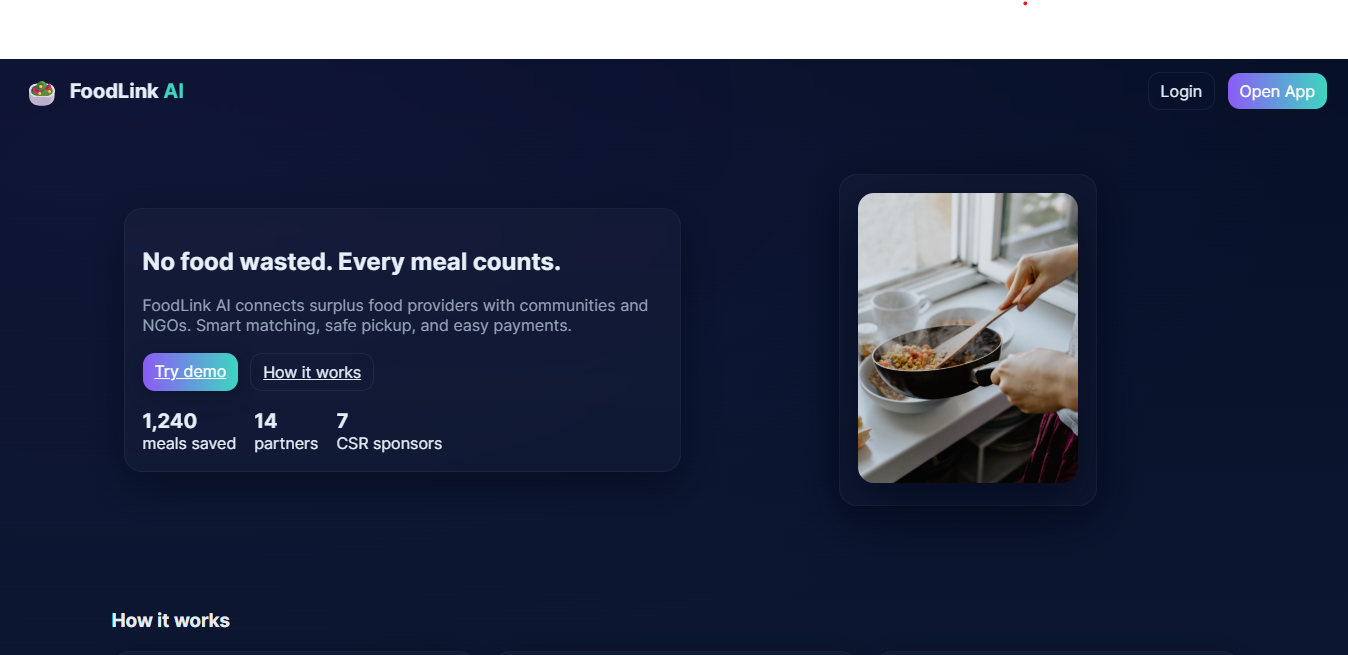 FoodLink AI
Login
Open App
No food wasted. Every meal counts.
FoodLink AI connects surplus food providers with communities and
NGOs. Smart matching, safe pickup, and easy payments.
Try demo
How it works
1,240
meals saved
14
partners
7
CSR sponsors
How it works